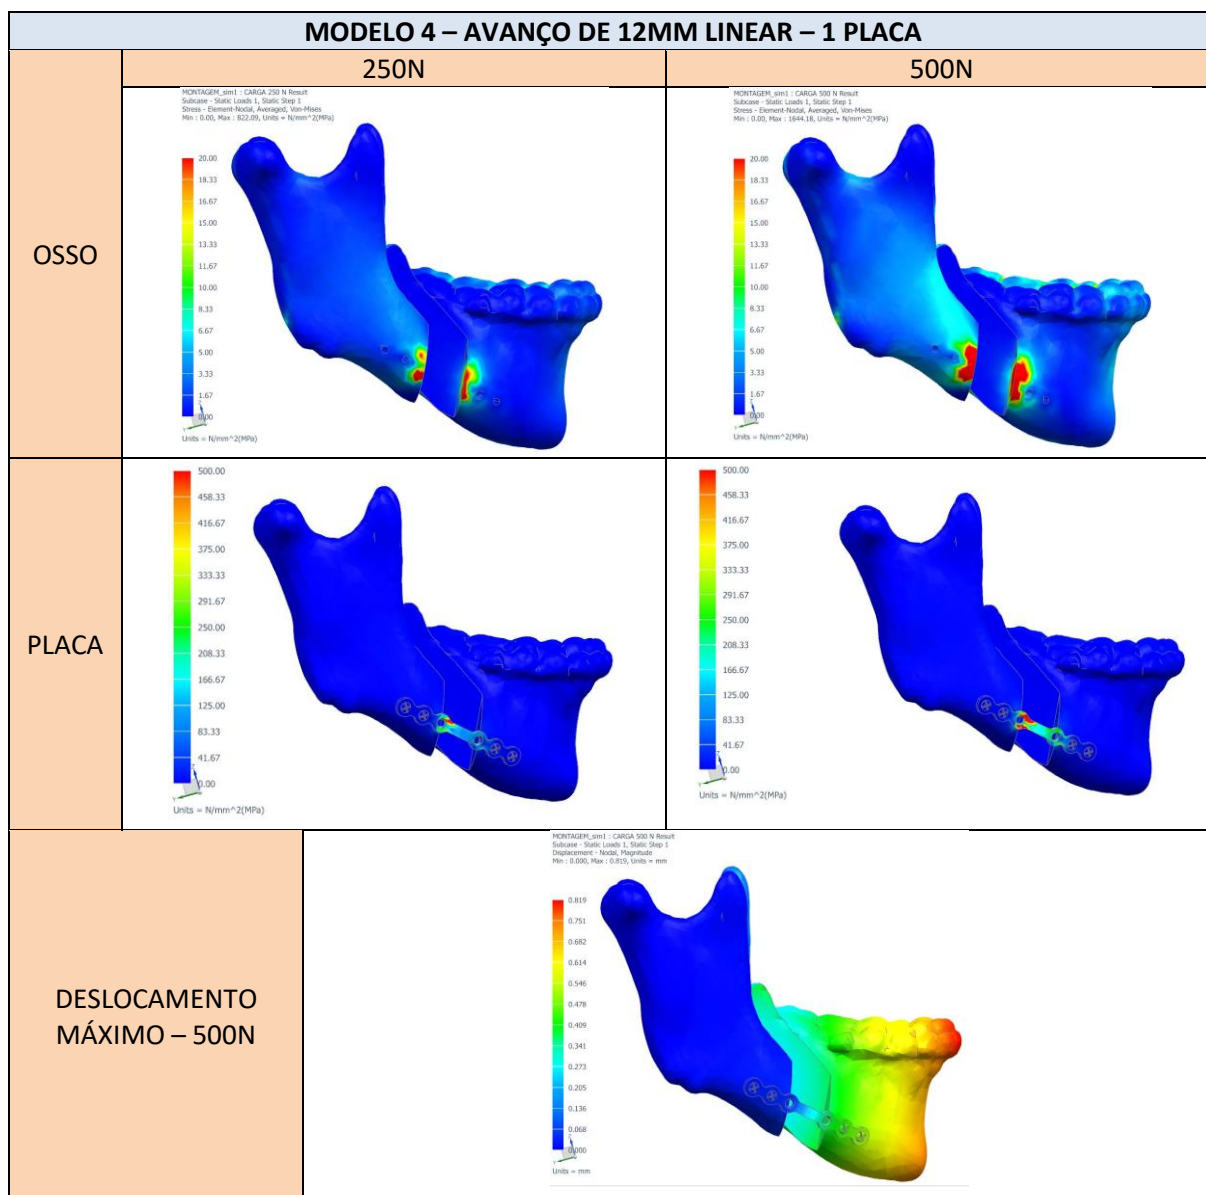 MODELO 4 – AVANÇO DE 12MM LINEAR – 1 PLACA
250N
500N
OSSO
MONTAGEM_sim1 : CARGA 250 N Result
Subcase - Static Loads 1, Static Step 1
Stress - Element-Nodal, Averaged, Von-Mises
Min : 0.00, Max : 822.09, Units = N/mm^2(MPa)
20.00
18.33
16.67
15.00
13.33
11.67
10.00
8.33
6.67
5.00
3.33
1.67
0.00
Units = N/mm^2(MPa)
MONTAGEM_sim1 : CARGA 500 N Result
Subcase - Static Loads 1, Static Step 1
Stress - Element-Nodal, Averaged, Von-Mises
Min : 0.00, Max : 1644.18, Units = N/mm^2(MPa)
20.00
18.33
16.67
15.00
13.33
11.67
10.00
8.33
6.67
5.00
3.33
1.67
0.00
Units = N/mm^2(MPa)
PLACA
500.00
458.33
416.67
375.00
333.33
291.67
250.00
208.33
166.67
125.00
83.33
41.67
0.00
Units = N/mm^2(MPa)
500.00
458.33
416.67
375.00
333.33
291.67
250.00
208.33
166.67
125.00
83.33
41.67
0.00
Units = N/mm^2(MPa)
DESLOCAMENTO
MÁXIMO – 500N
MONTAGEM_sim1 : CARGA 500 N Result
Subcase - Static Loads 1, Static Step 1
Displacement - Nodal, Magnitude
Min : 0.000, Max : 0.819, Units = mm
0.819
0.751
0.682
0.614
0.546
0.478
0.409
0.341
0.273
0.205
0.136
0.068
0.000
Units = mm